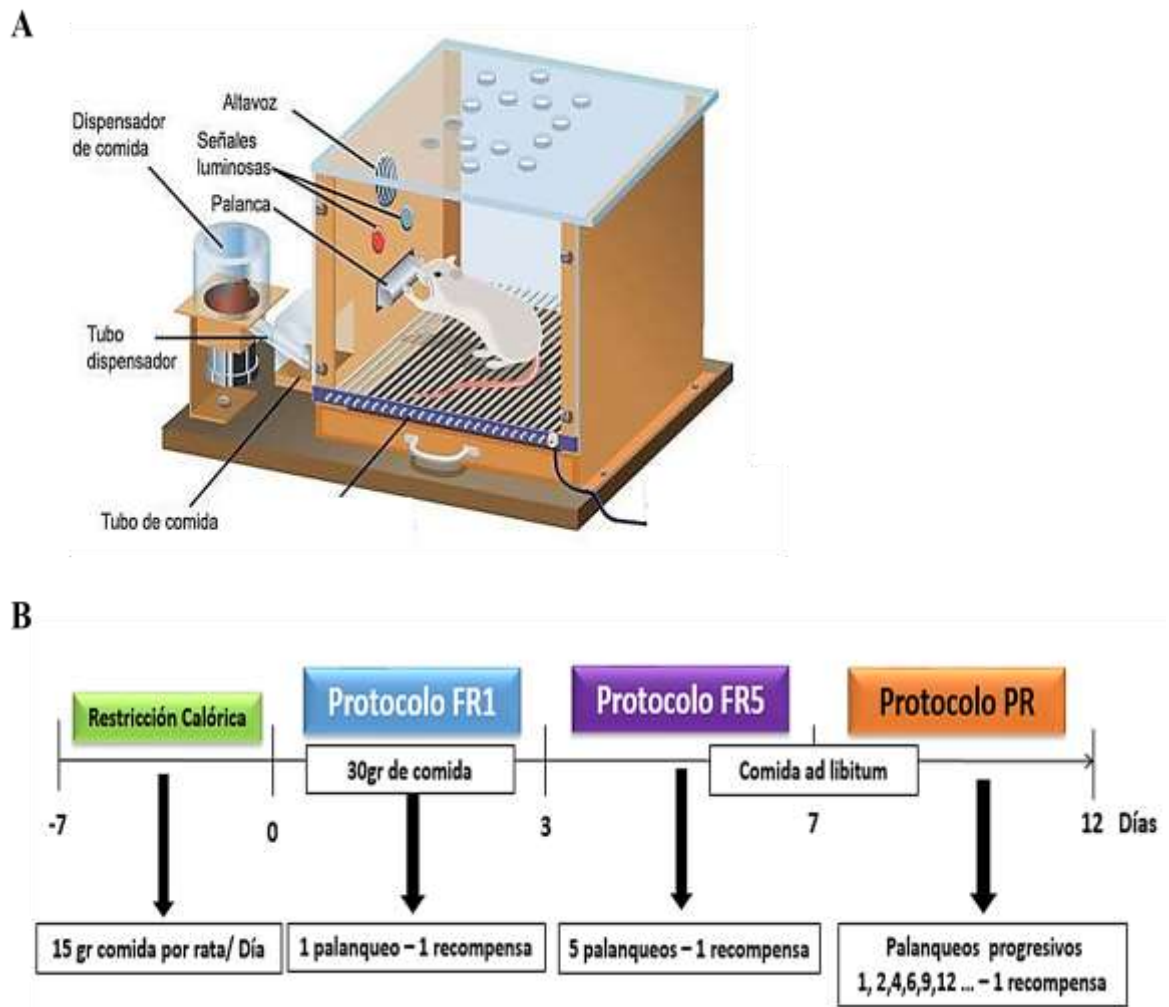 A
Altavoz
Dispensador
de comida
Señales
luminosas
Palanca
Tubo
dispensador
Tubo de comida
B
Restricción Calórica
Protocolo FR1
Protocolo FR5
Protocolo PR
30gr de comida
Comida ad libitum
-7
0
3
7
12 Días
15 gr comida por rata/ Día
1 palanqueo – 1 recompensa
5 palanqueos – 1 recompensa
Palanqueos progresivos
1, 2,4,6,9,12 ... – 1 recompensa